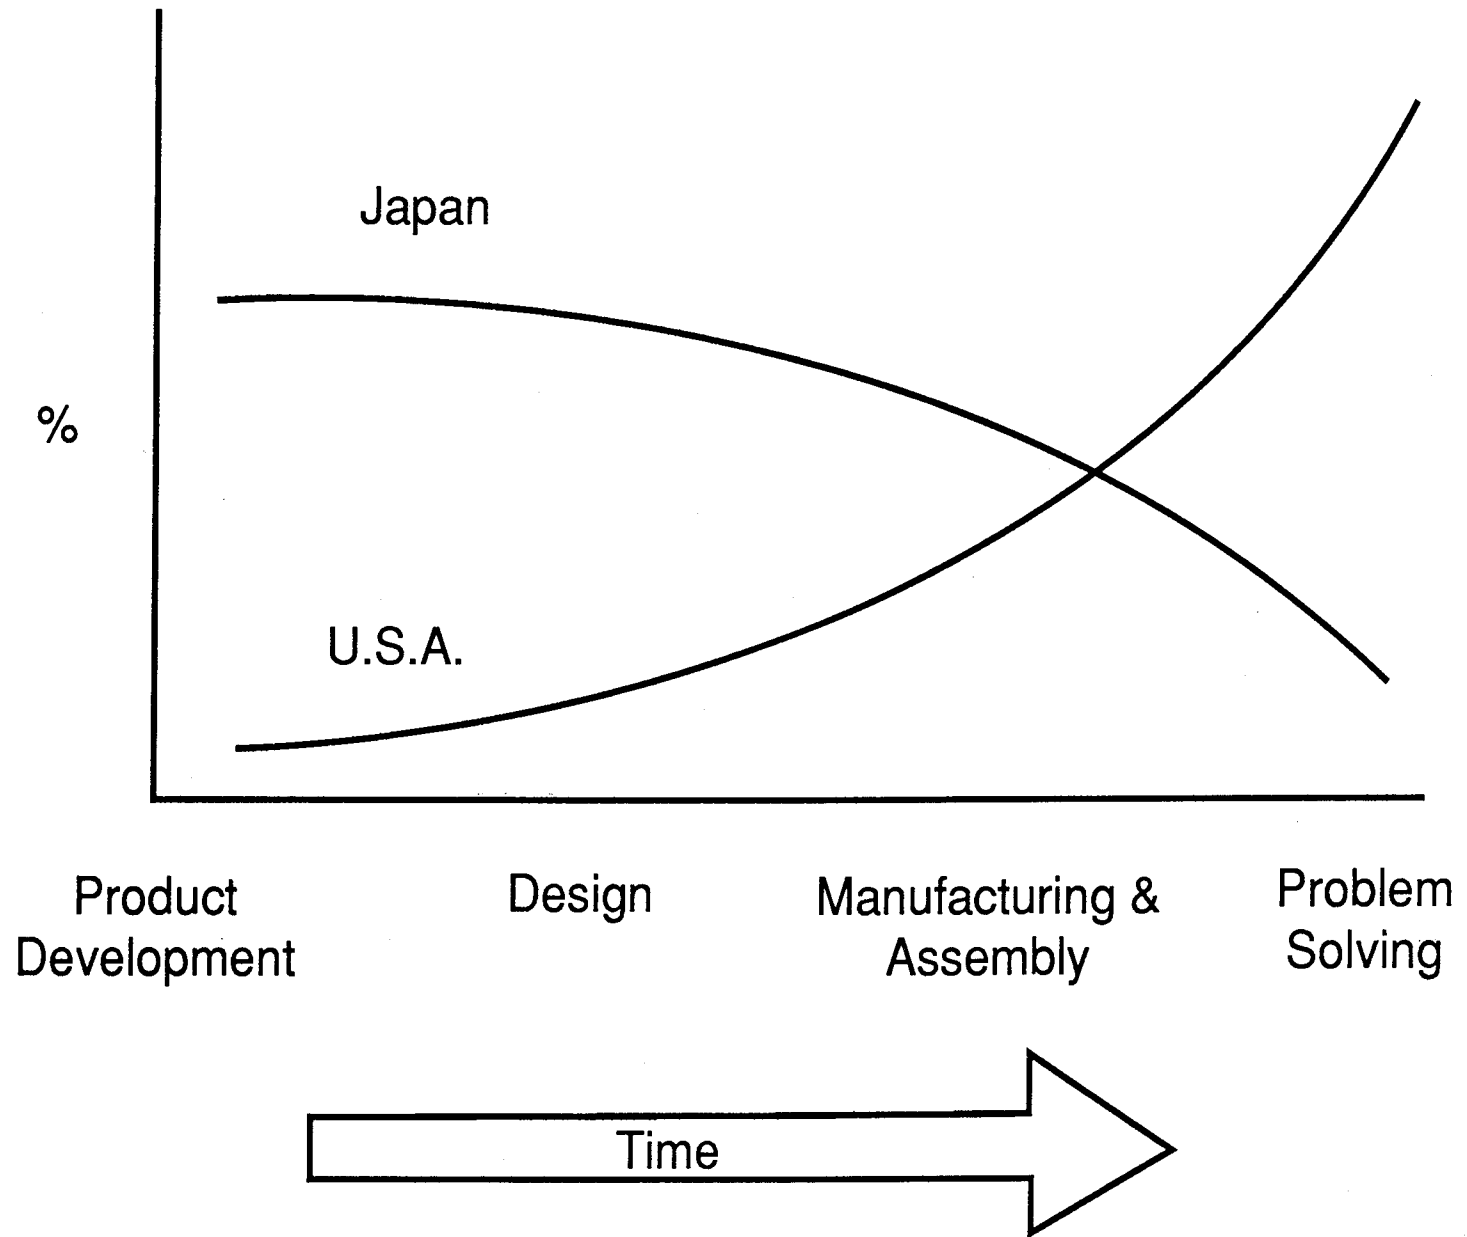 Japan
%
U.S.A.
Product
Development
Design
Manufacturing &
Assembly
Problem
Solving
Time